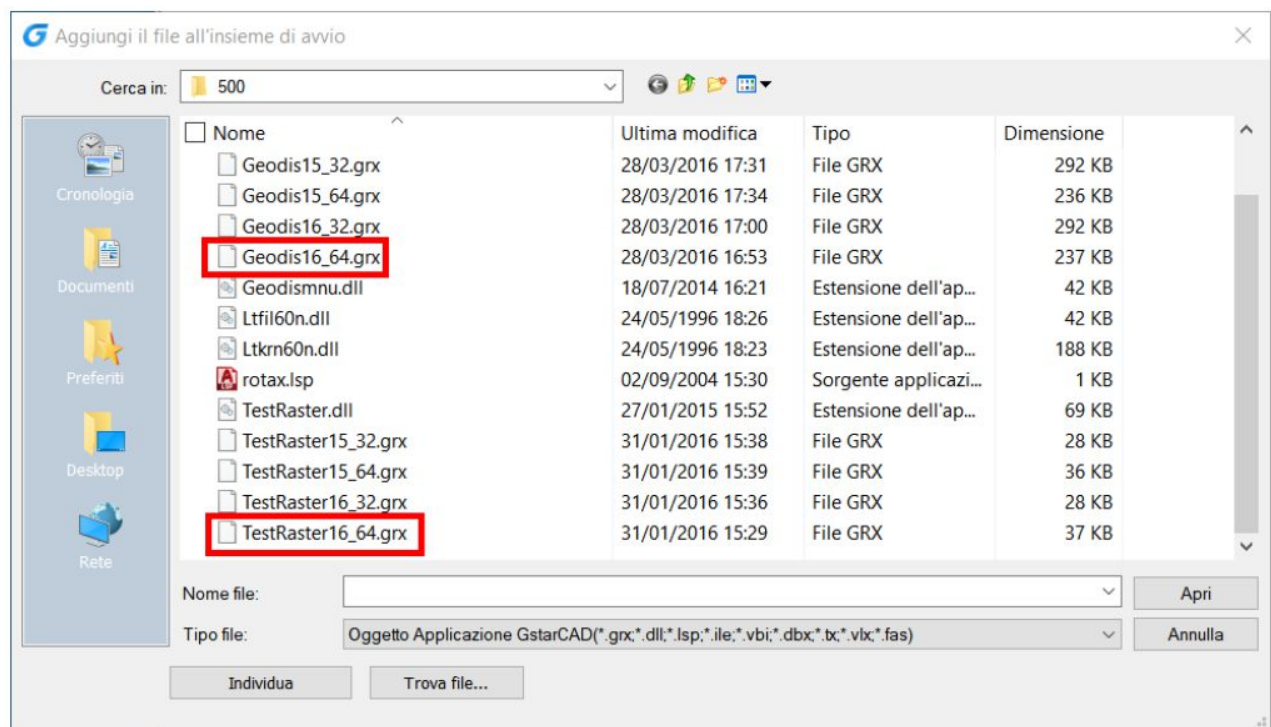 Aggiungi il file all'insieme di avvio
Cerca in: 500
Nome Ultima modifica Tipo Dimensione
Geodis15_32.grx 28/03/2016 17:31 File GRX 292 KB
Geodis15_64.grx 28/03/2016 17:34 File GRX 236 KB
Geodis16_32.grx 28/03/2016 17:00 File GRX 292 KB
Geodis16_64.grx 28/03/2016 16:53 File GRX 237 KB
Geodismnu.dll 18/07/2014 16:21 Estensione dell'ap... 42 KB
Ltfil60n.dll 24/05/1996 18:26 Estensione dell'ap... 42 KB
Ltkrn60n.dll 24/05/1996 18:23 Estensione dell'ap... 188 KB
rotax.lsp 02/09/2004 15:30 Sorgente applicazi... 1 KB
TestRaster.dll 27/01/2015 15:52 Estensione dell'ap... 69 KB
TestRaster15_32.grx 31/01/2016 15:38 File GRX 28 KB
TestRaster15_64.grx 31/01/2016 15:39 File GRX 36 KB
TestRaster16_32.grx 31/01/2016 15:36 File GRX 28 KB
TestRaster16_64.grx 31/01/2016 15:29 File GRX 37 KB
Cronologia
Documenti
Preferiti
Desktop
Rete
Nome file: Apri
Tipo file: Oggetto Applicazione GstarCAD(*.grx;*.dll;*.lsp;*.ile;*.vbi;*.dbx;*.tx;*.vlx;*.fas) Annulla
Individua Trova file...